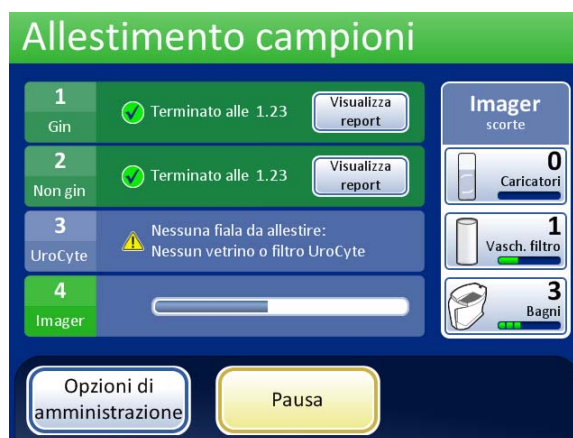 Allestimento campioni
1
Gin
Terminato alle 1.23
Visualizza
report
2
Non gin
Terminato alle 1.23
Visualizza
report
3
UroCyte
Nessuna fiala da allestire:
Nessun vetrino o filtro UroCyte
4
Imager
Imager
scorte
0
Caricatori
1
Vasch. filtro
3
Bagni
Opzioni di
amministrazione
Pausa